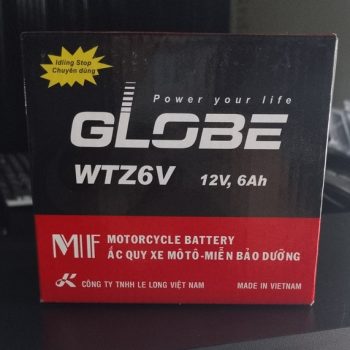 Idling Stop
Chuyên dùng
Power your life
GLOBE
WTZ6V 12V, 6Ah
MF MOTORCYCLE BATTERY
ẮC QUY XE MÔTÔ-MIỄN BẢO DƯỠNG
CÔNG TY TNHH LE LONG VIỆT NAM MADE IN VIETNAM